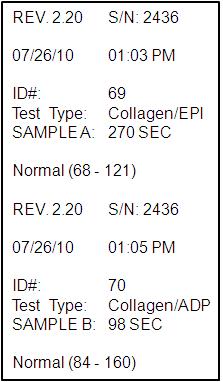 REV. 2.20 S/N: 2436
07/26/10 01:03 PM
ID#: 69
Test Type: Collagen/EPI
SAMPLE A: 270 SEC
Normal (68 - 121)
REV. 2.20 S/N: 2436
07/26/10 01:05 PM
ID#: 70
Test Type: Collagen/ADP
SAMPLE B: 98 SEC
Normal (84 - 160)